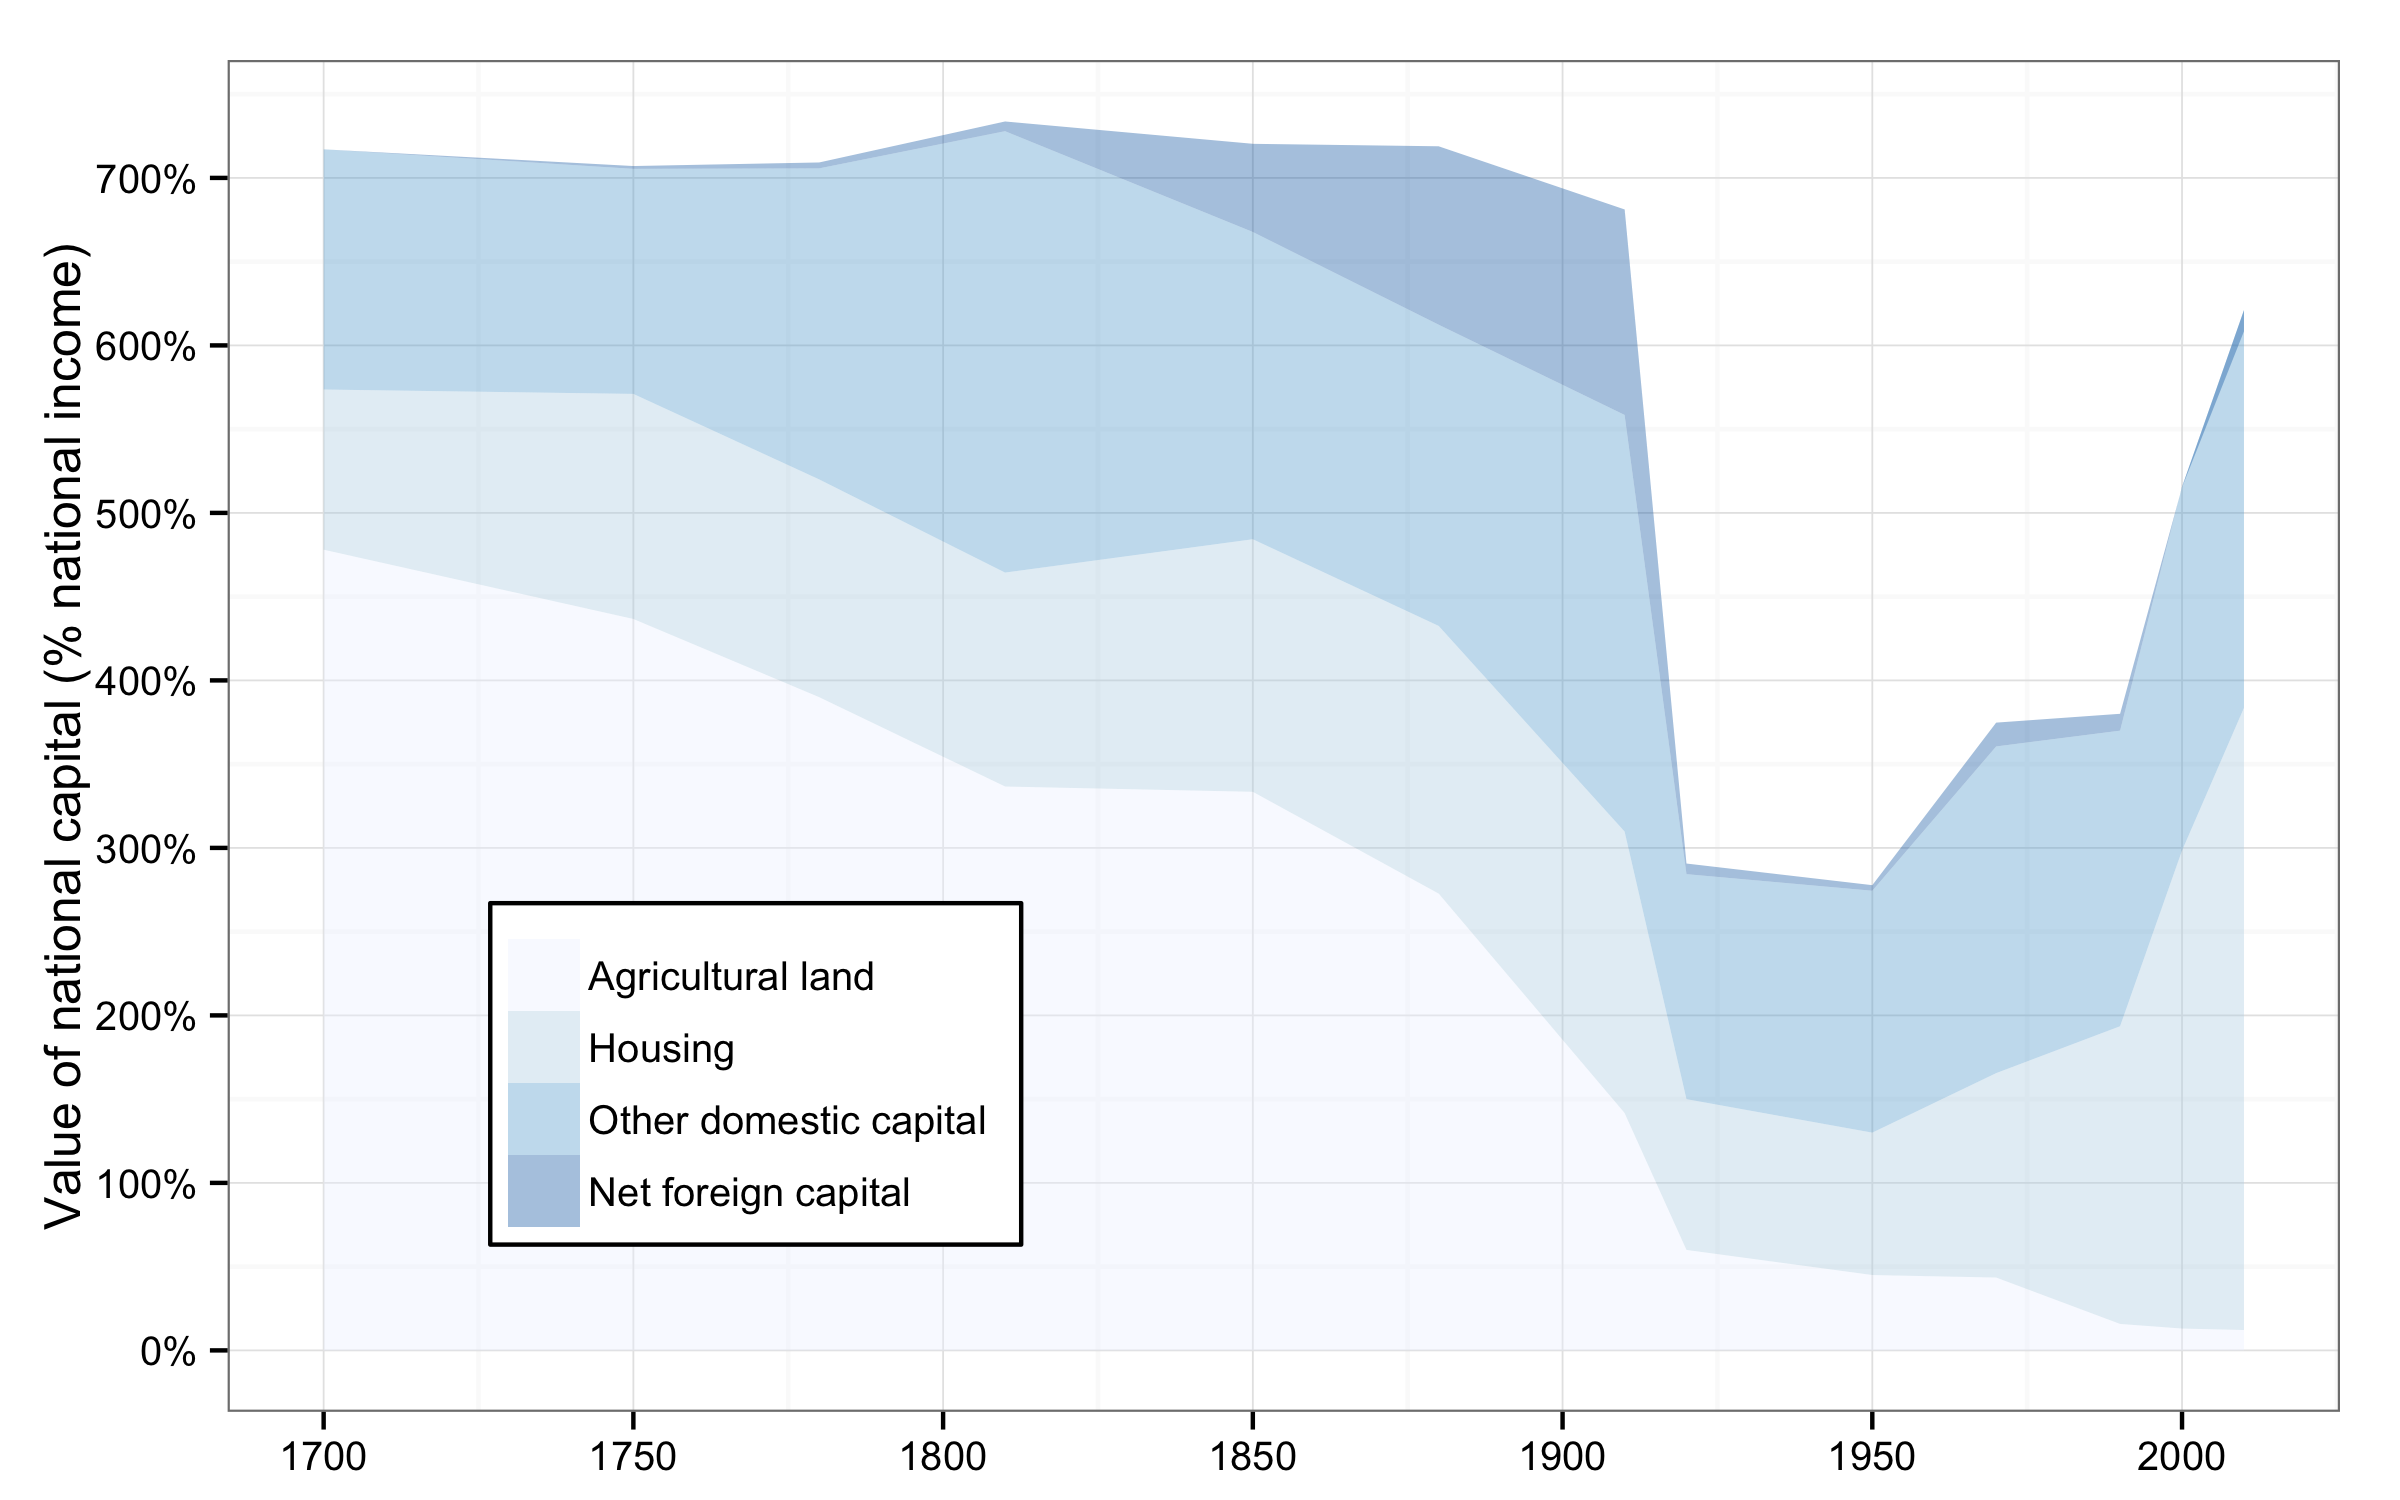 Value of national capital (% national income)
700%
600%
500%
400%
300%
200%
100%
0%
Agricultural land
Housing
Other domestic capital
Net foreign capital
1700 1750 1800 1850 1900 1950 2000